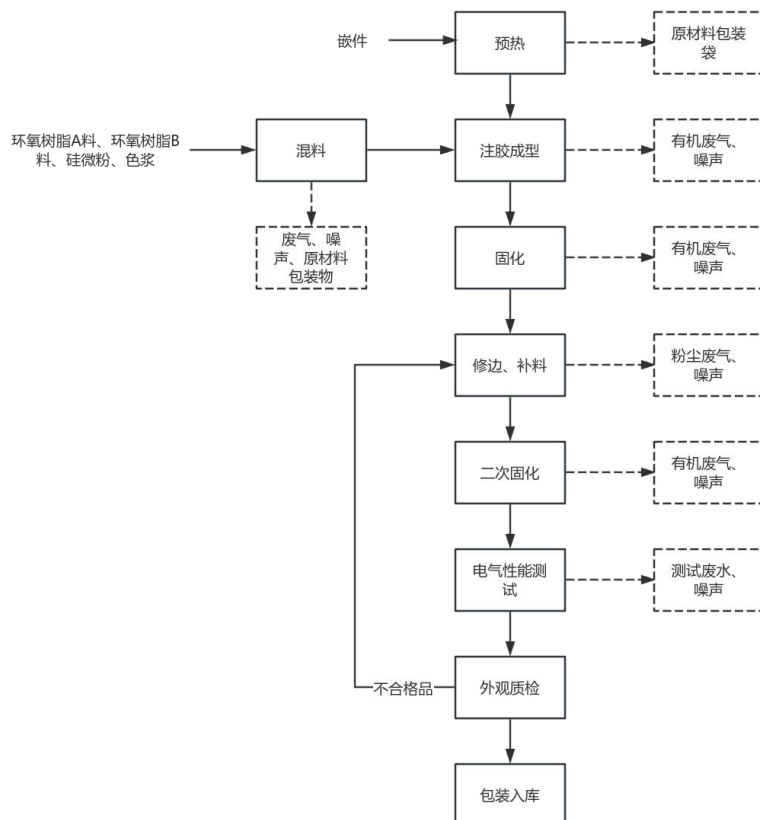 嵌件
预热
原材料包装
袋
环氧树脂A料、环氧树脂B
料、硅微粉、色浆
混料
注胶成型
有机废气、
噪声
废气、噪
声、原材料
包装物
固化
有机废气、
噪声
修边、补料
粉尘废气、
噪声
二次固化
有机废气、
噪声
电气性能测
试
测试废水、
噪声
不合格品
外观质检
包装入库